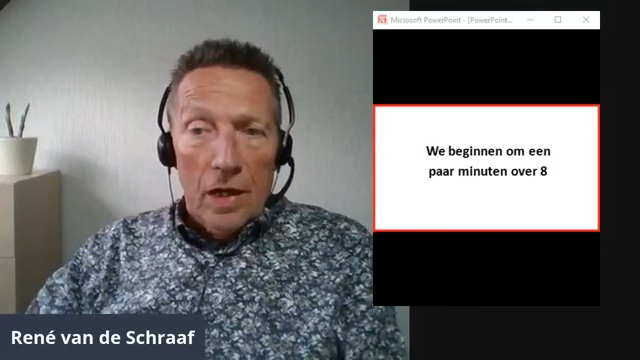 Microsoft PowerPoint - [PowerPoint...
We beginnen om een
paar minuten over 8
René van de Schraaf